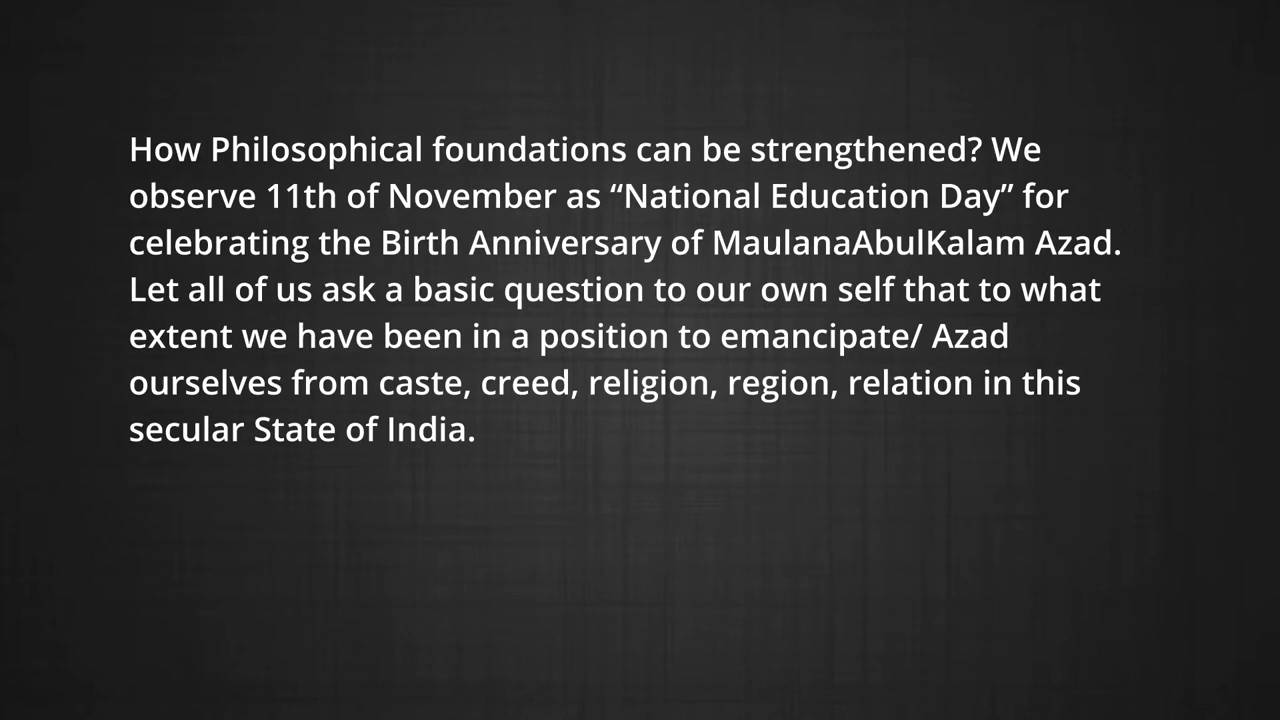 How Philosophical foundations can be strengthened? We
observe 11th of November as “National Education Day” for
celebrating the Birth Anniversary of MaulanaAbulKalam Azad.
Let all of us ask a basic question to our own self that to what
extent we have been in a position to emancipate/ Azad
ourselves from caste, creed, religion, region, relation in this
secular State of India.